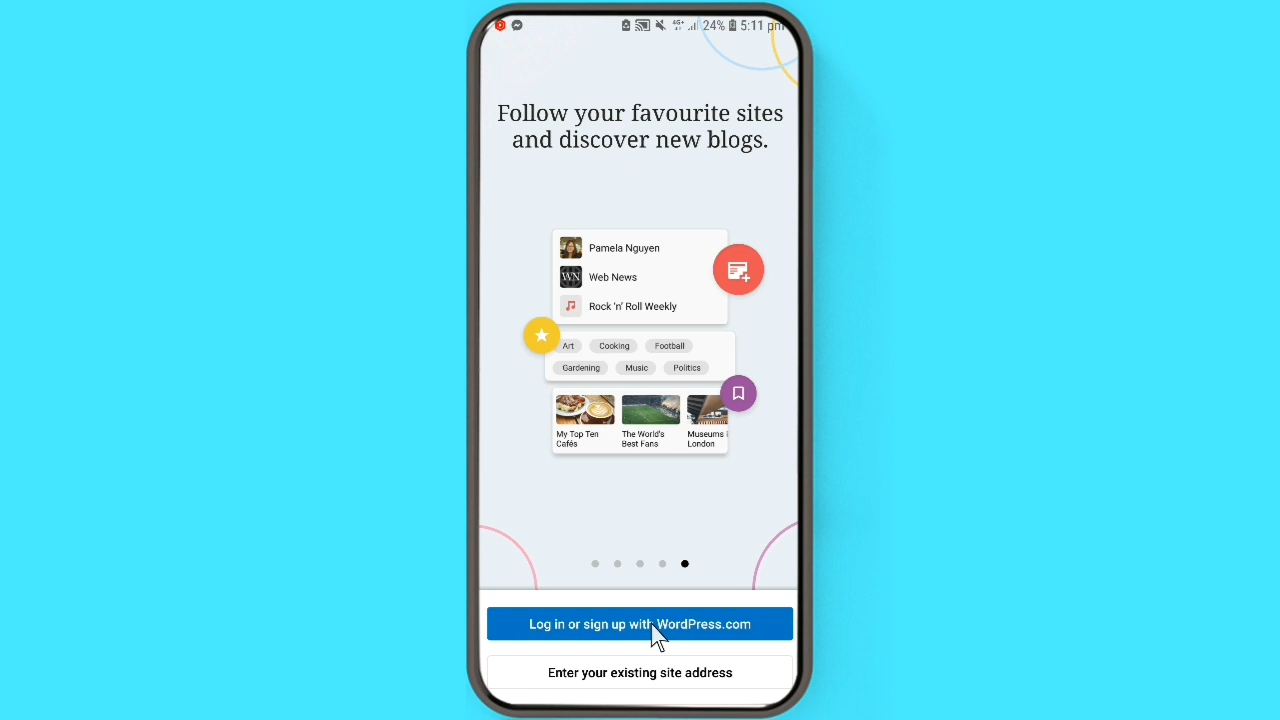 24% 5:11 pm
Follow your favourite sites
and discover new blogs.
Pamela Nguyen
WN Web News
Rock 'n' Roll Weekly
Art Cooking Football
Gardening Music Politics
My Top Ten The World's Museums i
Cafés Best Fans London
Log in or sign up with WordPress.com
Enter your existing site address